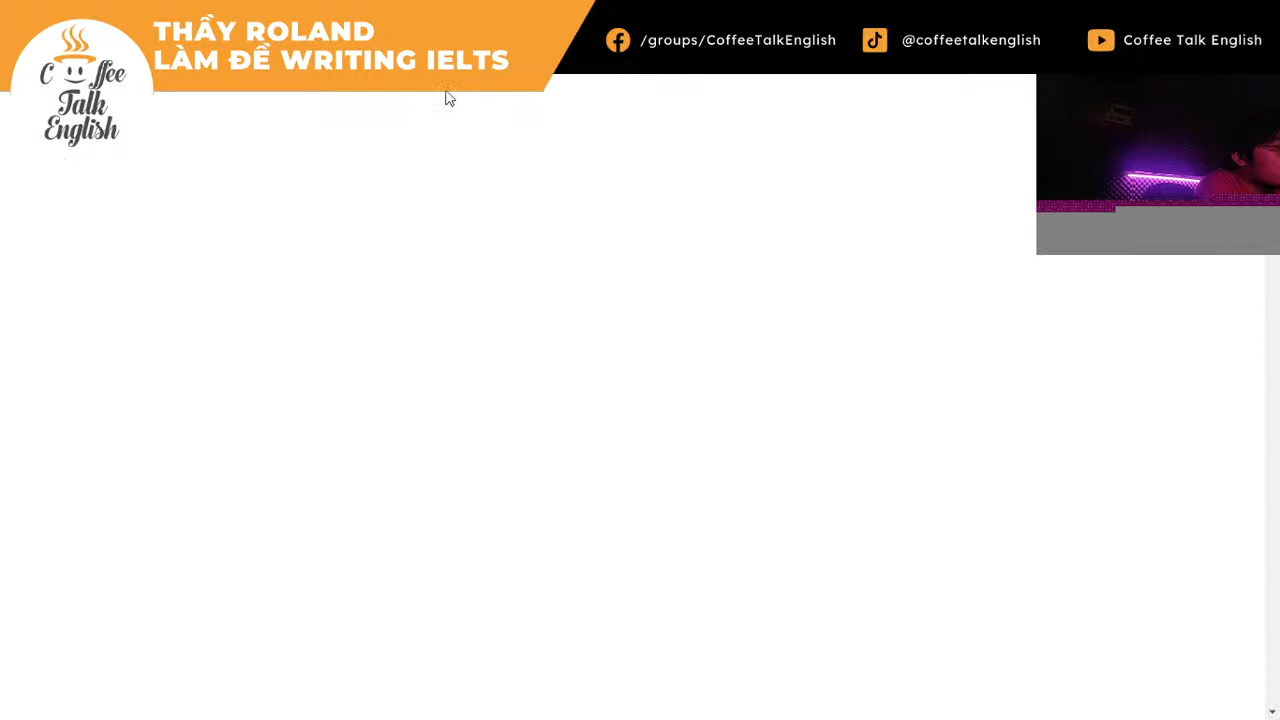 THẦY ROLAND
LÀM ĐỀ WRITING IELTS
Coffee
Talk
English
/groups/CoffeeTalkEnglish
@coffeetalkenglish
Coffee Talk English